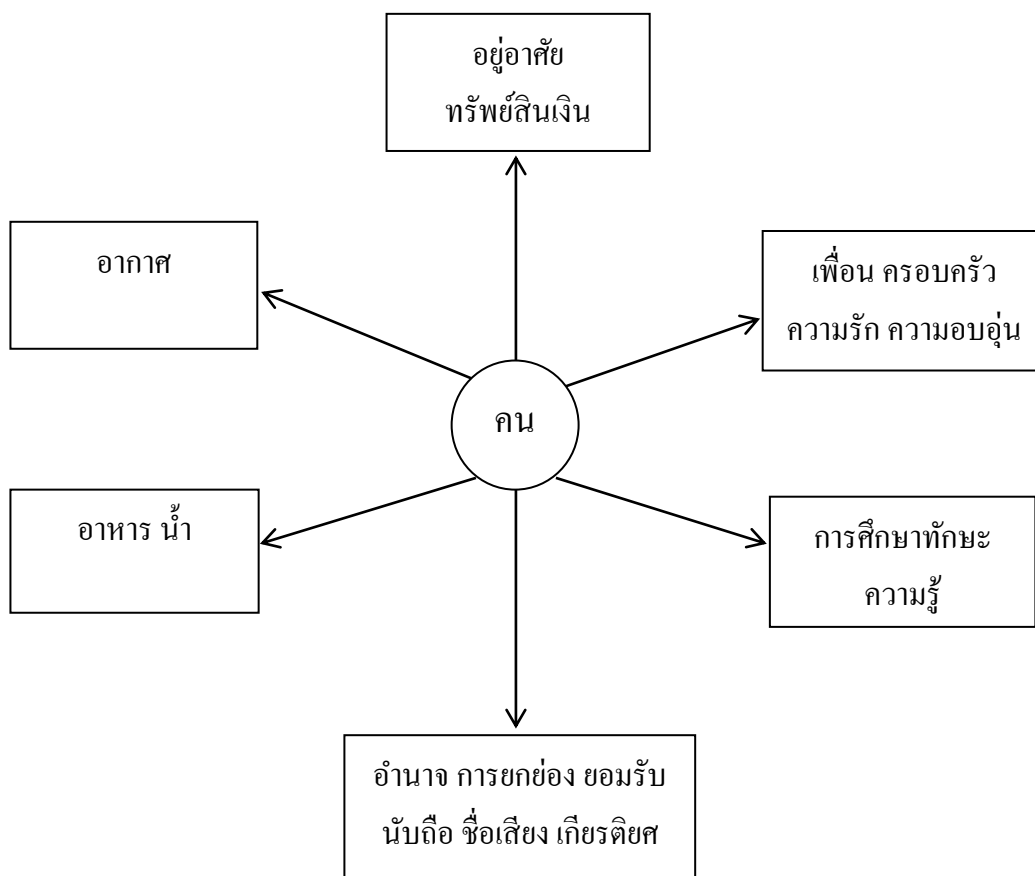 อยู่อาศัย
ทรัพย์สินเงิน
อากาศ
เพื่อน ครอบครัว
ความรัก ความอบอุ่น
คน
อาหาร น้ำ
การศึกษาทักษะ
ความรู้
อำนาจ การยกย่อง ยอมรับ
นับถือ ชื่อเสียง เกียรติยศ